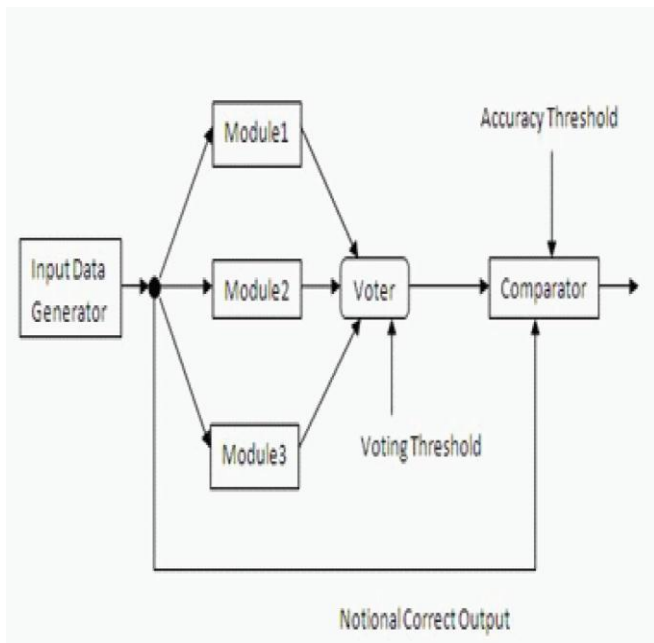 Module1
Accuracy Threshold
Input Data
Generator
Module2
Voter
Comparator
Module3
Voting Threshold
Notional Correct Output